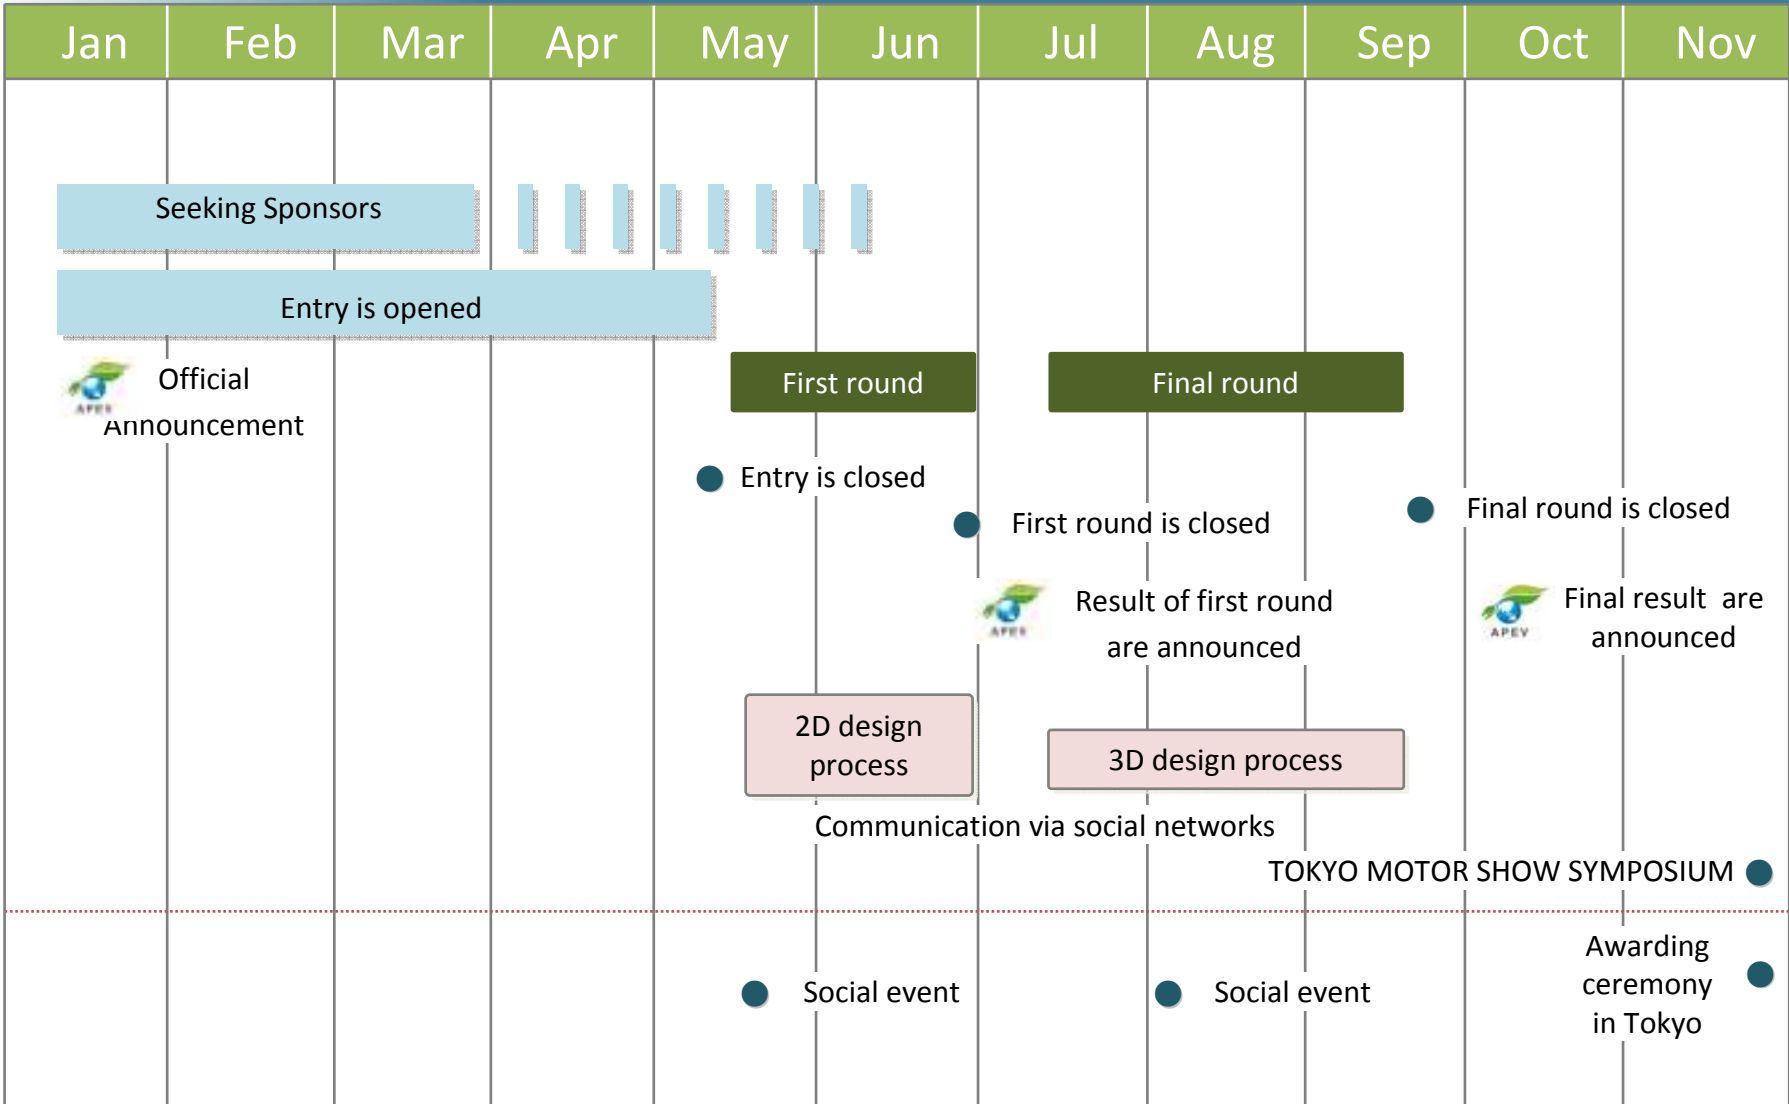 Jan Feb Mar Apr May Jun Jul Aug Sep Oct Nov
Seeking Sponsors
Entry is opened
Official
Announcement
APEV
First round
Final round
Entry is closed
First round is closed
Final round is closed
APEV
Result of first round
are announced
APEV
Final result are
announced
2D design
process
3D design process
Communication via social networks
TOKYO MOTOR SHOW SYMPOSIUM
Social event
Social event
Awarding
ceremony
in Tokyo